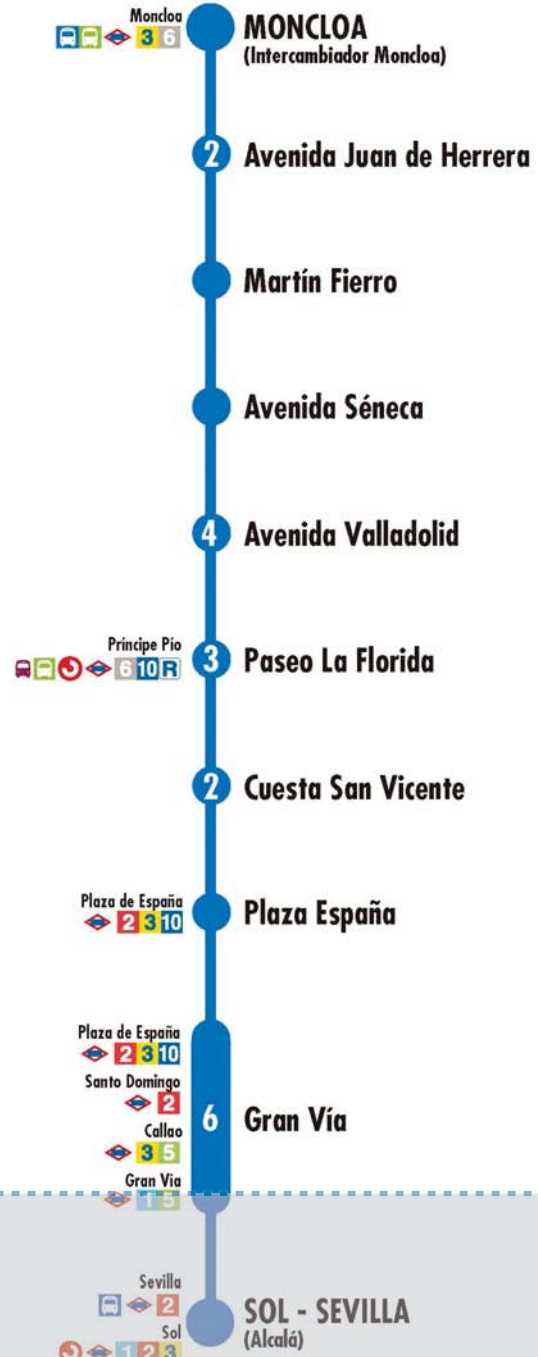 Moncloa
3 6
MONCLOA
(Intercambiador Moncloa)
2 Avenida Juan de Herrera
Martín Fierro
Avenida Séneca
4 Avenida Valladolid
Príncipe Pío
6 10 R
3 Paseo La Florida
2 Cuesta San Vicente
Plaza de España
2 3 10
Plaza España
Plaza de España
2 3 10
Santo Domingo
2
Callao
3 5
Gran Via
1 5
6 Gran Vía
Sevilla
2
Sol
1 2 3
SOL - SEVILLA
(Alcalá)